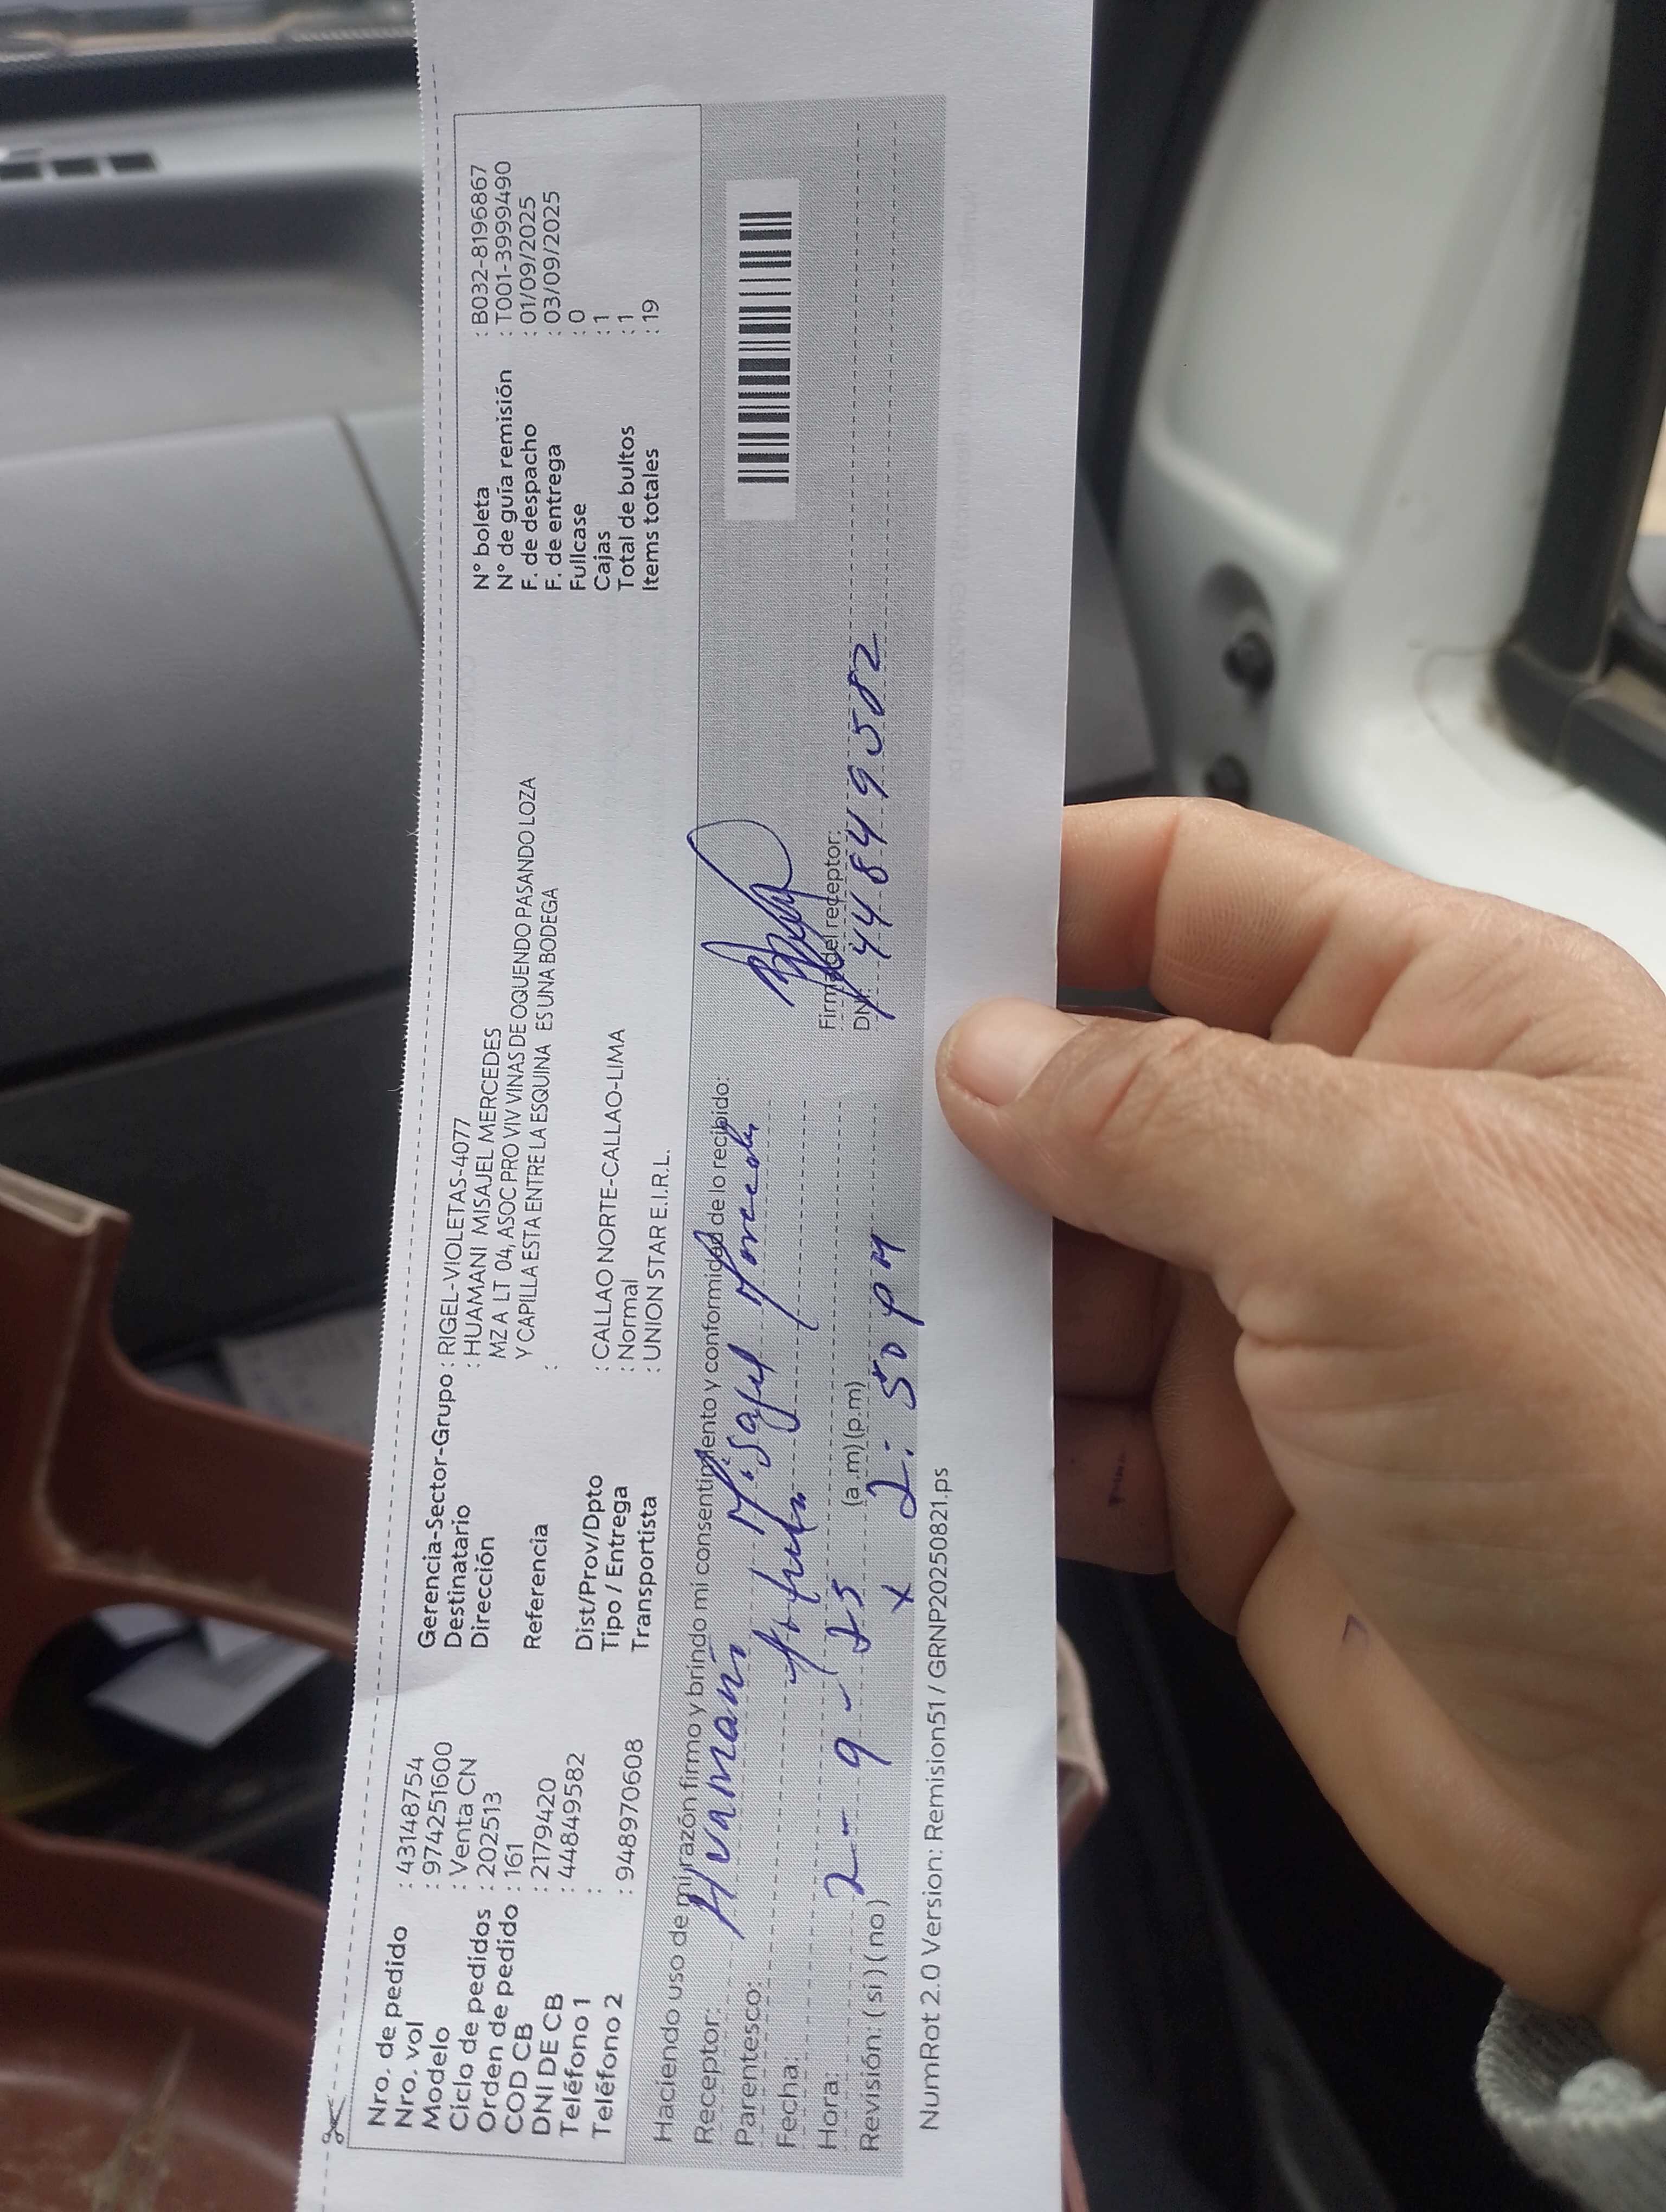 Nro. de pedido : 43148754
Nro. vol : 974251600
Modelo : Venta CN
Ciclo de pedidos : 202513
Orden de pedido : 161
COD CB : 2179420
DNI DE CB : 44849582
Teléfono 1 :
Teléfono 2 : 948970608
Gerencia-Sector-Grupo : RIGEL-VIOLETAS-4077
Destinatario : HUAMANI MISAJEL MERCEDES
Dirección MZ A LT 04, ASOC PRO VIV VINAS DE OQUENDO PASANDO LOZA
Y CAPILLA ESTA ENTRE LA ESQUINA ES UNA BODEGA
Referencia :
Dist/Prov/Dpto : CALLAO NORTE-CALLAO-LIMA
Tipo / Entrega : Normal
Transportista : UNION STAR E.I.R.L.
N° boleta : B032-8196867
N° de guía remisión : T001-3999490
F. de despacho : 01/09/2025
F. de entrega : 03/09/2025
Fullcase : 0
Cajas : 1
Total de bultos : 1
Items totales : 19
Haciendo uso de mi razón firmo y brindo mi consentimiento y conformidad de lo recibido:
Receptor: Huamani Misajel
Parentesco:
Fecha: 2-9-25
Hora: (a.m)(p.m) 2:50 PM
Revisión: (si)(no) x
Firma del receptor:
DNI: 44849582
NumRot 2.0 Version: Remision51 / GRNP20250821.ps